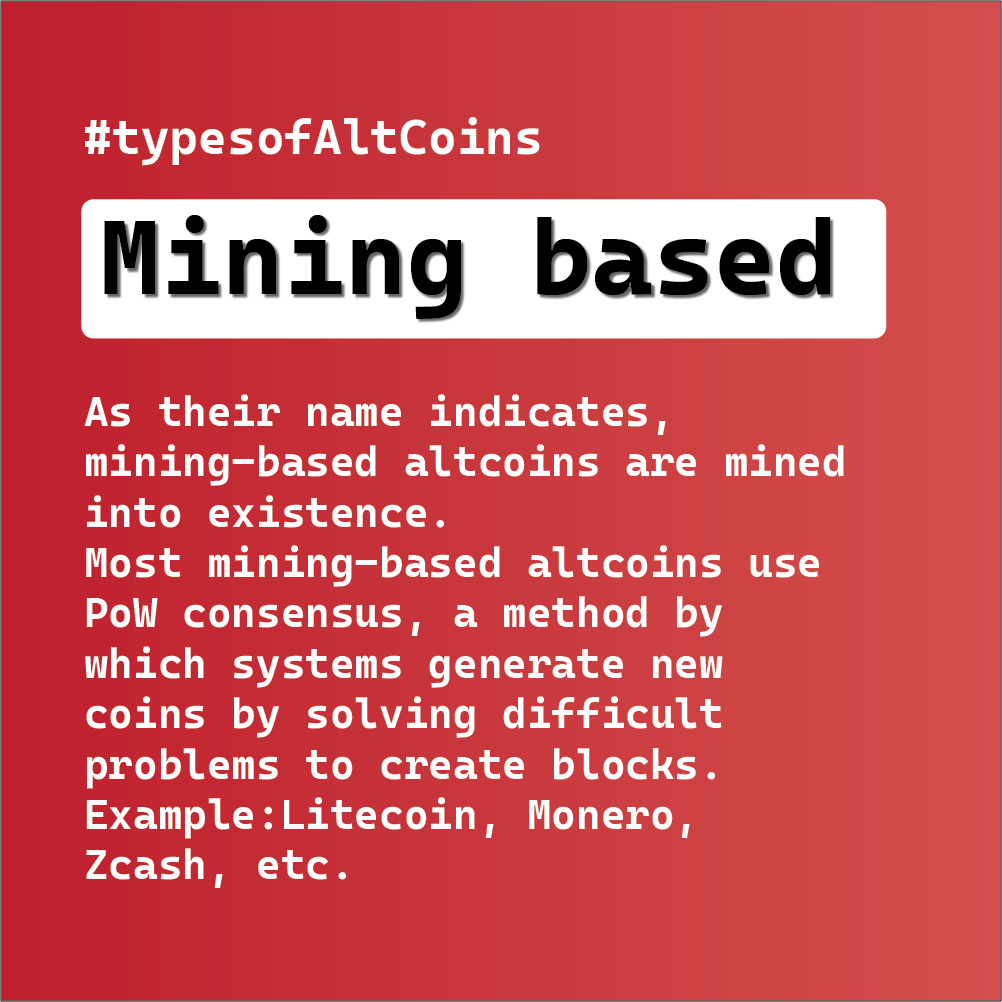 #typesofAltCoins
Mining based
As their name indicates,
mining-based altcoins are mined
into existence.
Most mining-based altcoins use
PoW consensus, a method by
which systems generate new
coins by solving difficult
problems to create blocks.
Example:Litecoin, Monero,
Zcash, etc.